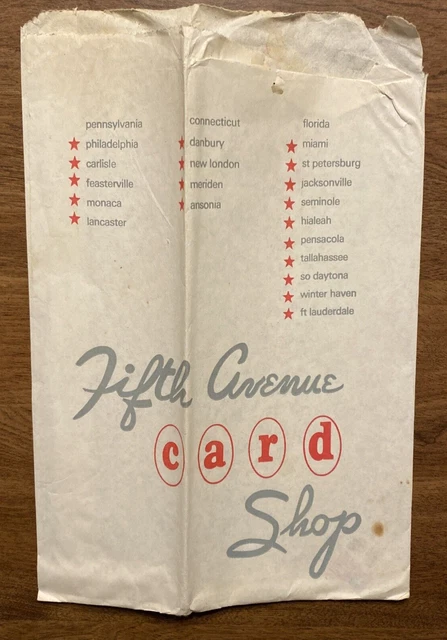 pennsylvania
philadelphia
carlisle
feasterville
monaca
lancaster
connecticut
danbury
new london
meriden
ansonia
florida
miami
st petersburg
jacksonville
seminole
hialeah
pensacola
tallahassee
so daytona
winter haven
ft lauderdale
Fifth Avenue
card
Shop